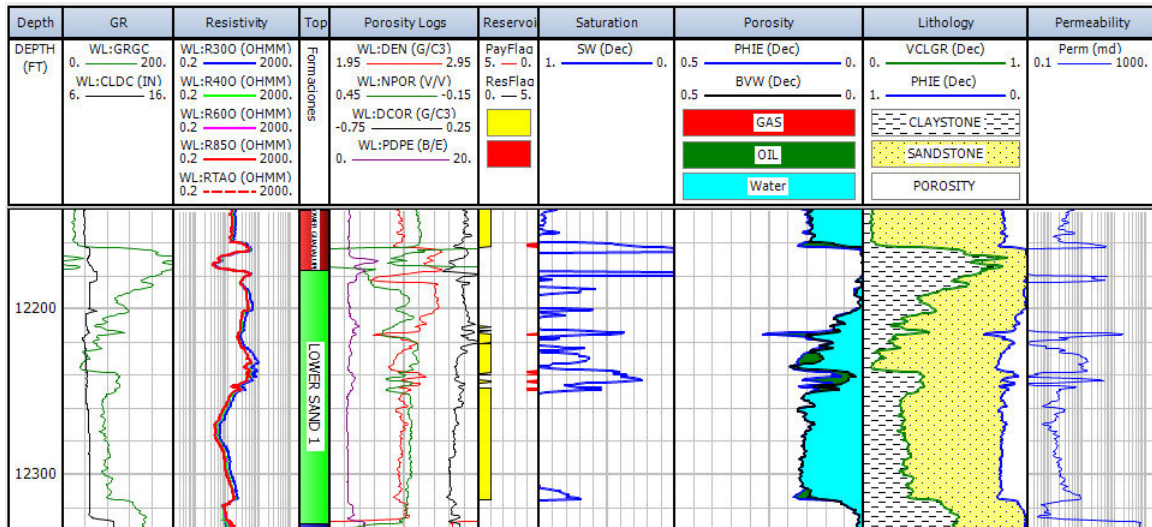 Depth GR Resistivity Top Porosity Logs Reservoi Saturation Porosity Lithology Permeability
DEPTH
(FT)
WL:GRGC
0. 200.
WL:CLDC (IN)
6. 16.
WL:R300 (OHMM)
0.2 2000.
WL:R400 (OHMM)
0.2 2000.
WL:R600 (OHMM)
0.2 2000.
WL:R850 (OHMM)
0.2 2000.
WL:RTAO (OHMM)
0.2 2000.
Formaciones
WL:DEN (G/C3)
1.95 2.95
WL:NPOR (V/V)
0.45 -0.15
WL:DCOR (G/C3)
-0.75 0.25
WL:PDPE (B/E)
0. 20.
PayFlag
5. 0.
ResFlag
0. 5.
SW (Dec)
1. 0.
PHIE (Dec)
0.5 0.
BVW (Dec)
0.5 0.
GAS
OIL
Water
VCLGR (Dec)
0. 1.
PHIE (Dec)
1. 0.
CLAYSTONE
SANDSTONE
POROSITY
Perm (md)
0.1 1000.
12200
12300
LOWER SAND 1